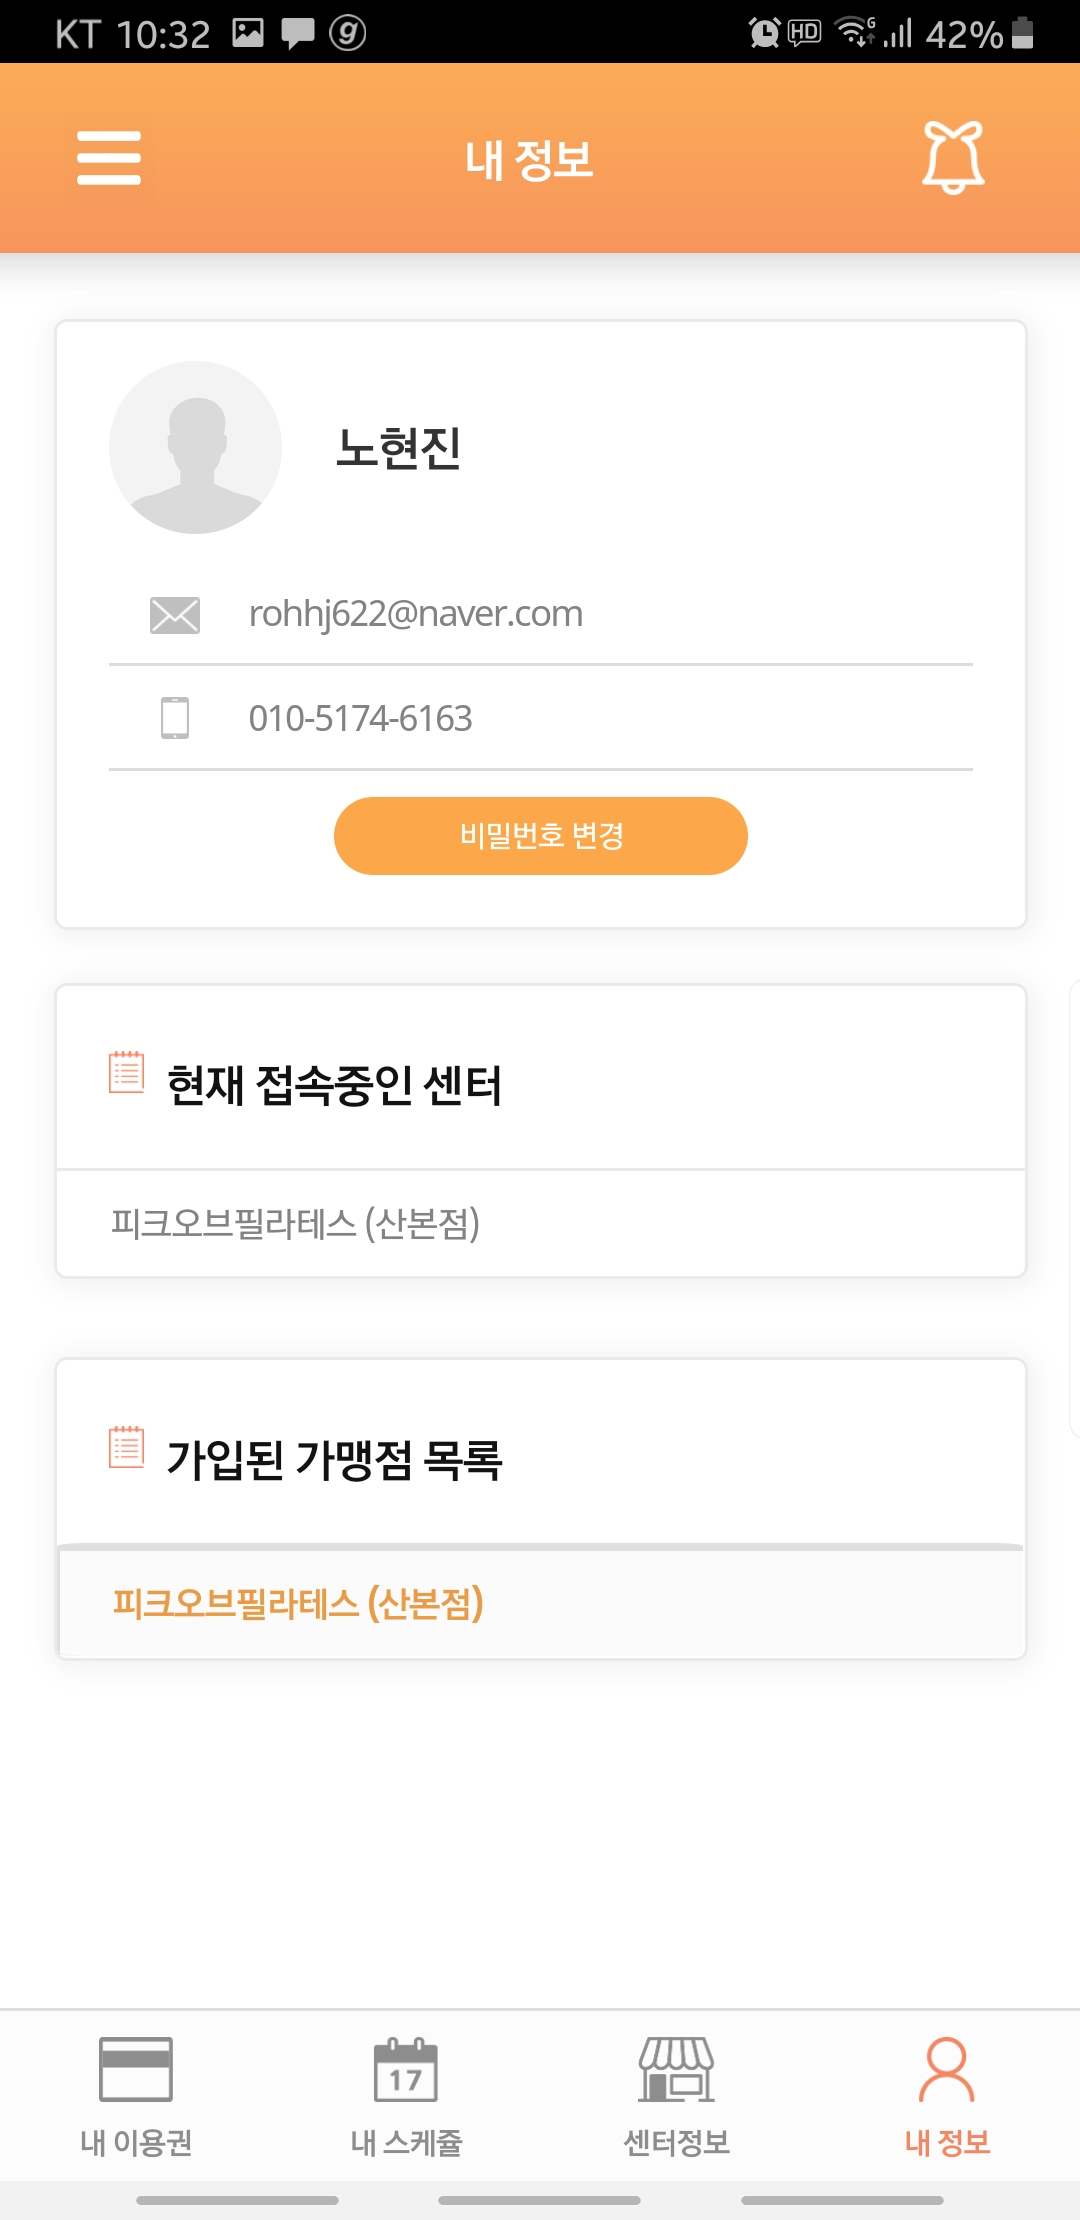 KT 10:32 42%
내 정보
노현진
rohhj622@naver.com
010-5174-6163
비밀번호 변경
현재 접속중인 센터
피크오브필라테스 (산본점)
가입된 가맹점 목록
피크오브필라테스 (산본점)
17
내 이용권 내 스케쥴 센터정보 내 정보